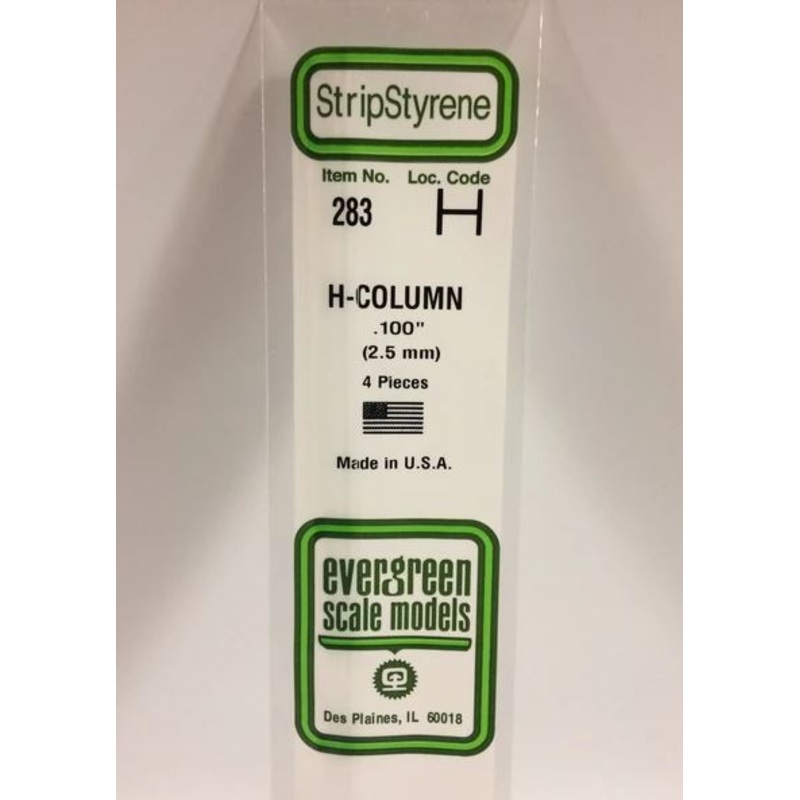 StripStyrene
Item No. Loc. Code
283 H
H-COLUMN
.100"
(2.5 mm)
4 Pieces
Made in U.S.A.
evergreen
scale models
Des Plaines, IL 60018